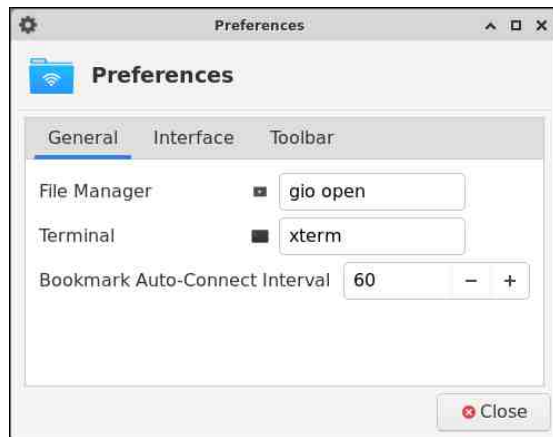 Preferences
Preferences
General Interface Toolbar
File Manager gio open
Terminal xterm
Bookmark Auto-Connect Interval 60 − +
Close